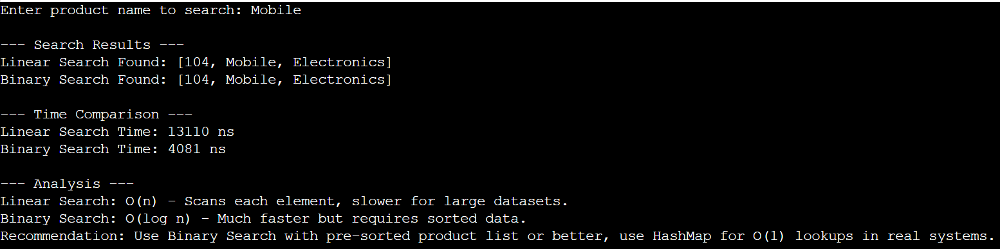 Enter product name to search: Mobile
--- Search Results ---
Linear Search Found: [104, Mobile, Electronics]
Binary Search Found: [104, Mobile, Electronics]
--- Time Comparison ---
Linear Search Time: 13110 ns
Binary Search Time: 4081 ns
--- Analysis ---
Linear Search: O(n) - Scans each element, slower for large datasets.
Binary Search: O(log n) - Much faster but requires sorted data.
Recommendation: Use Binary Search with pre-sorted product list or better, use HashMap for O(1) lookups in real systems.